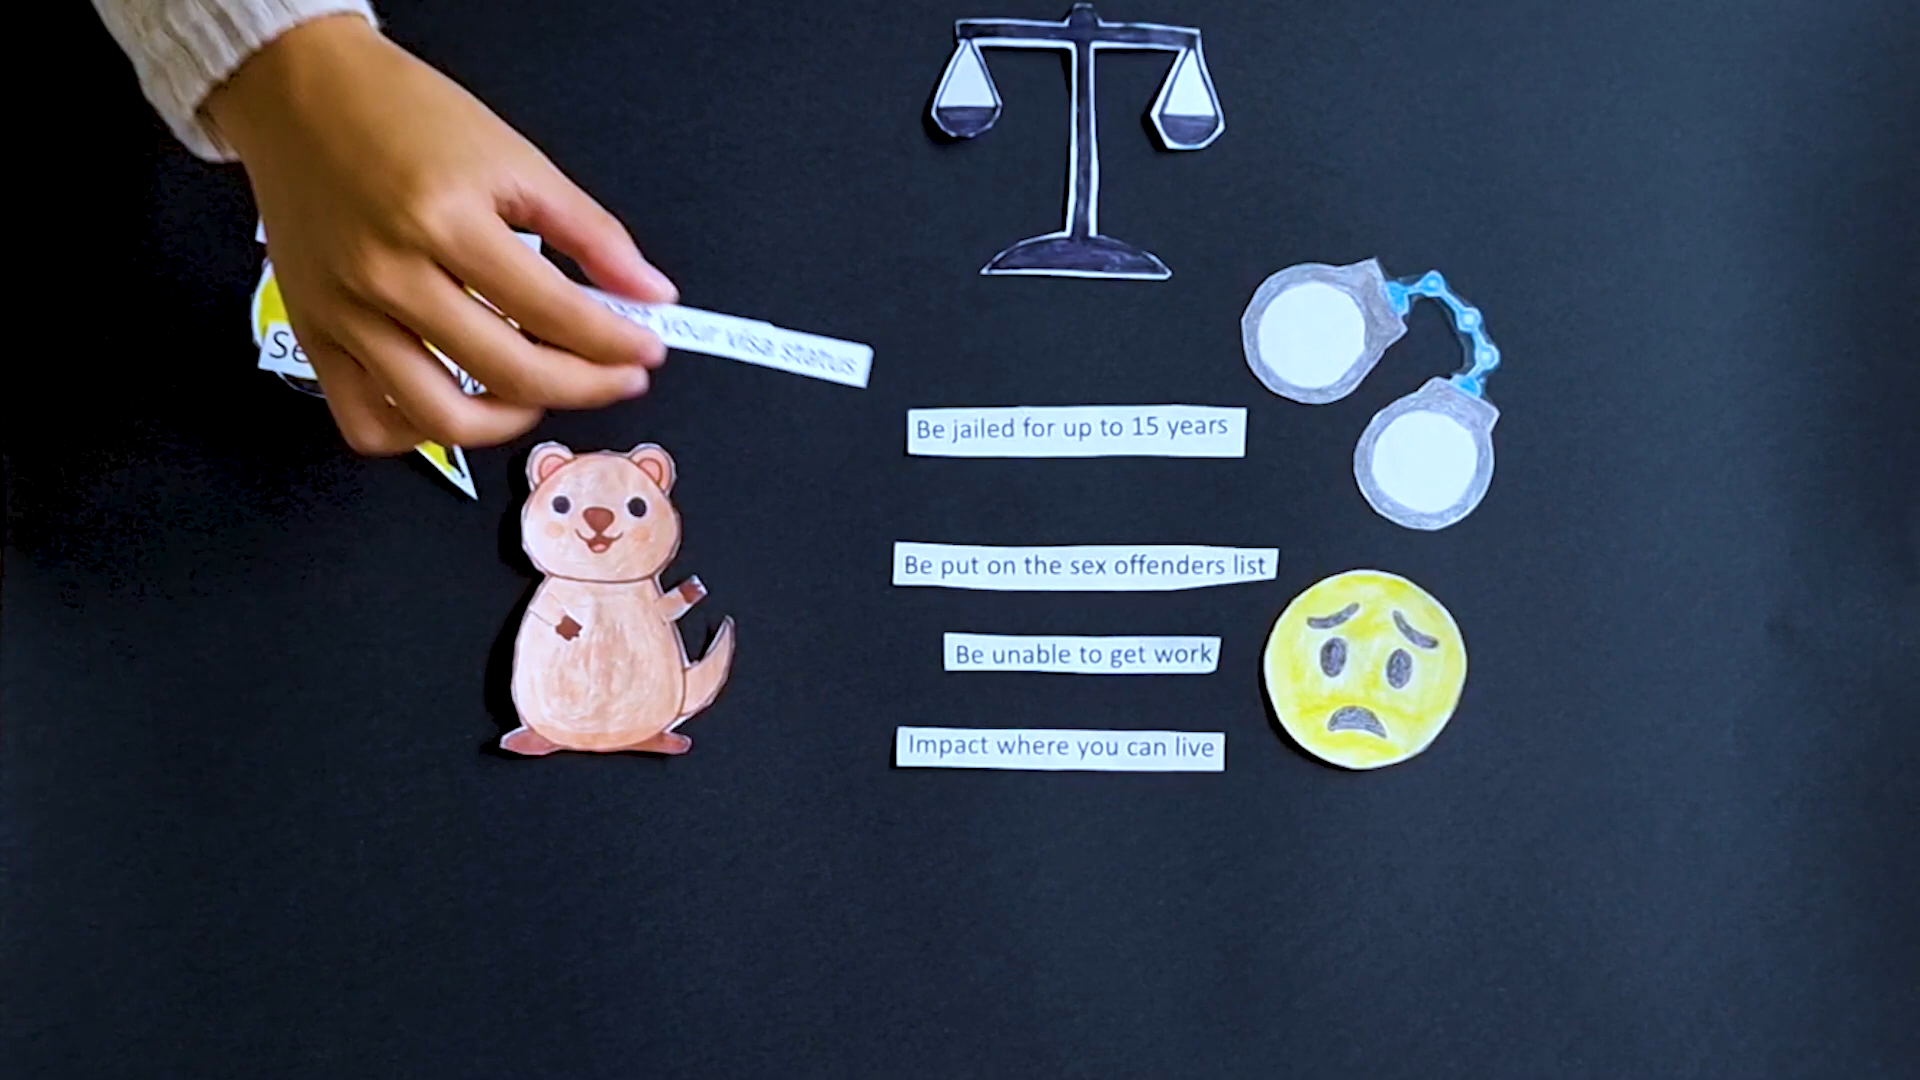 Se
your visa status
Be jailed for up to 15 years
Be put on the sex offenders list
Be unable to get work
Impact where you can live